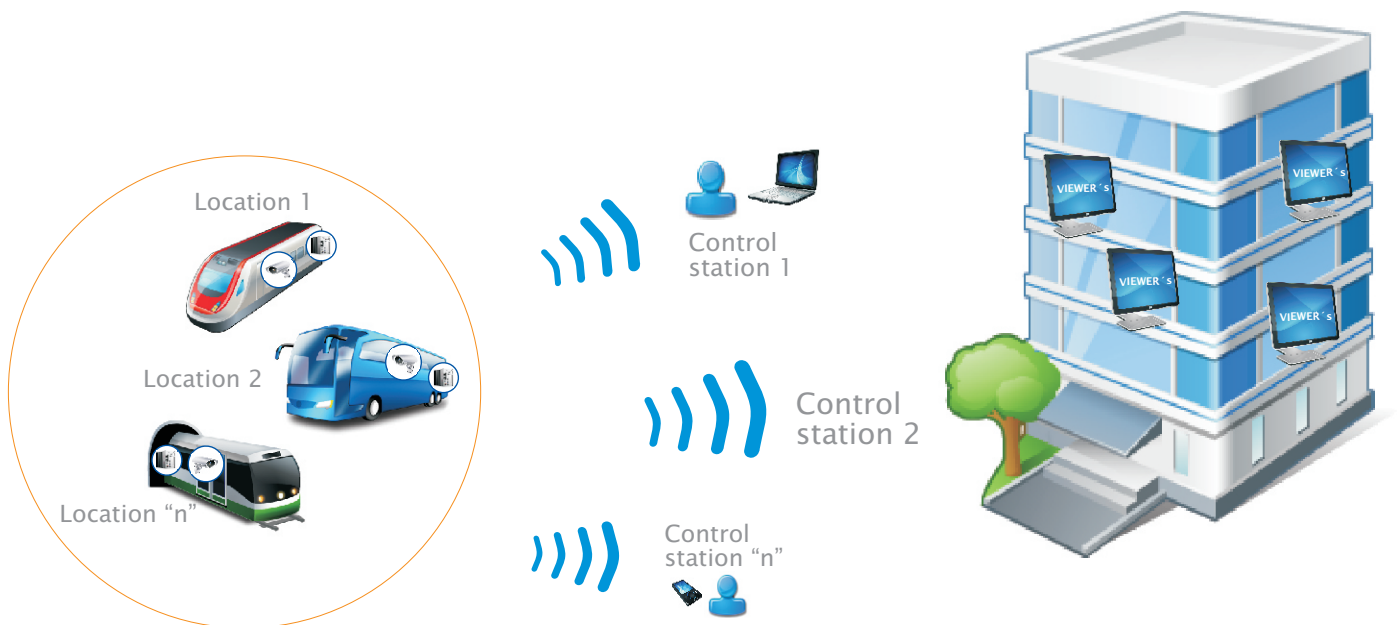 Location 1
Location 2
Location “n”
Control
station 1
Control
station 2
Control
station “n”
VIEWER´s
VIEWER´s
VIEWER´s
VIEWER´s